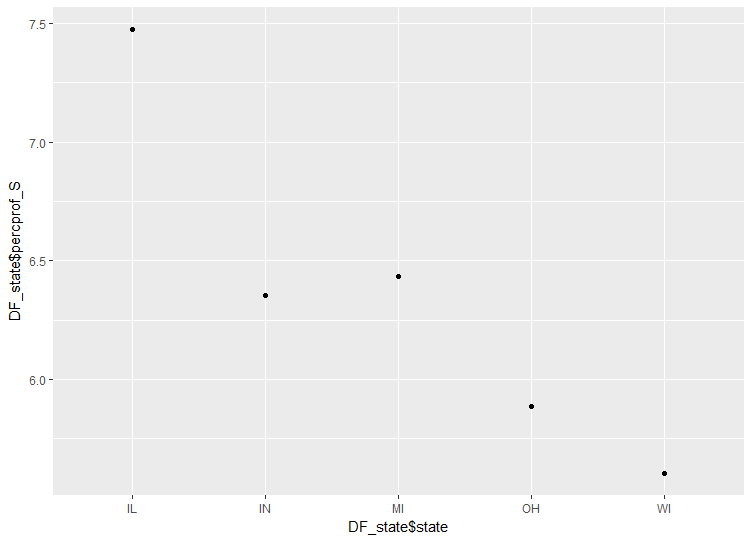 7.5
7.0
6.5
6.0
DF_state$percprof_S
IL IN MI OH WI
DF_state$state